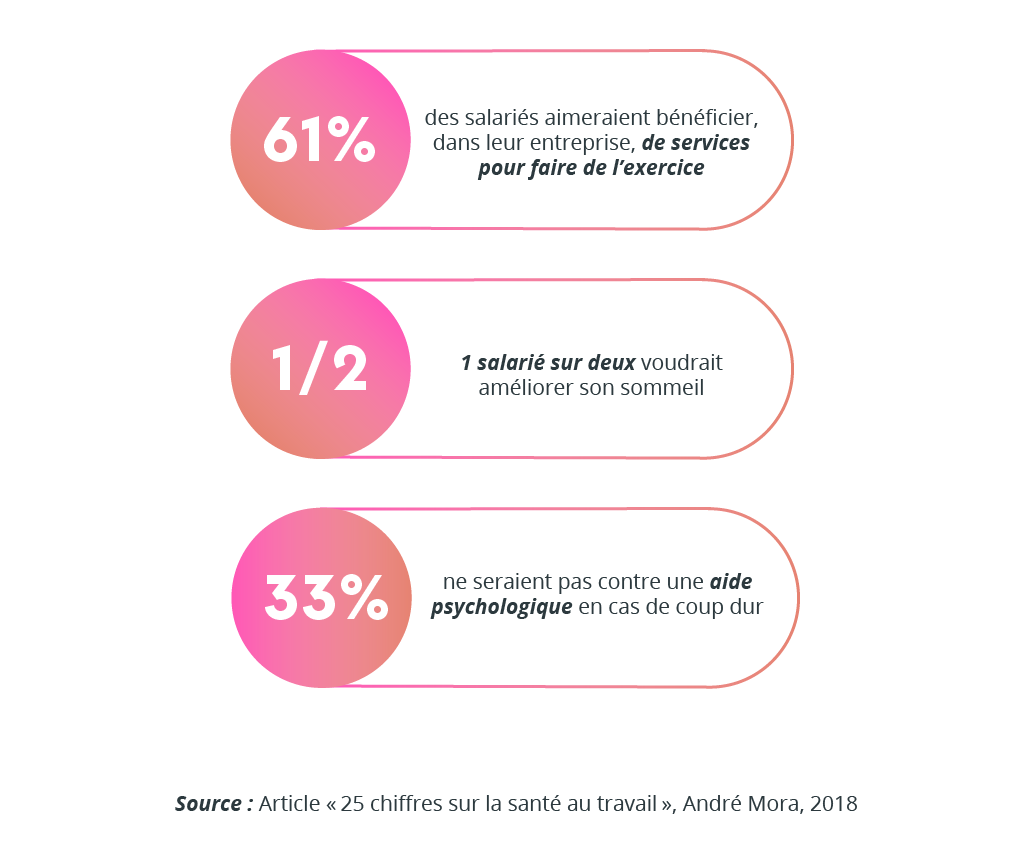 61%
des salariés aimeraient bénéficier,
dans leur entreprise, de services
pour faire de l’exercice
1/2
1 salarié sur deux voudrait
améliorer son sommeil
33%
ne seraient pas contre une aide
psychologique en cas de coup dur
Source : Article « 25 chiffres sur la santé au travail », André Mora, 2018